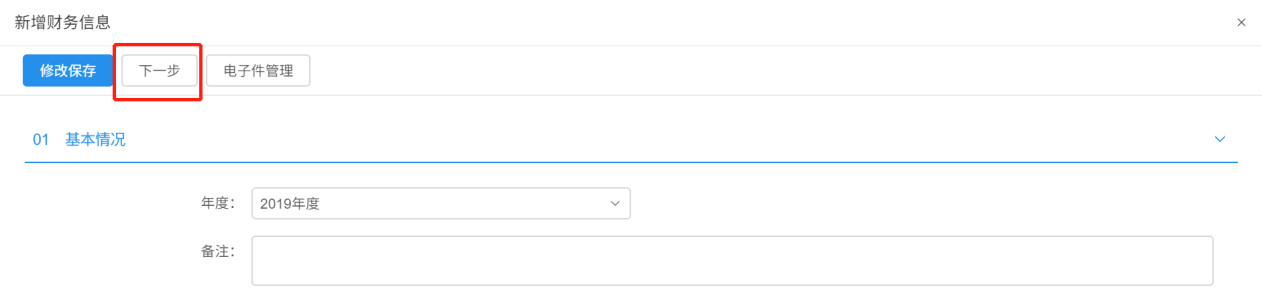 新增财务信息
修改保存 下一步 电子件管理
01 基本情况
年度： 2019年度
备注：